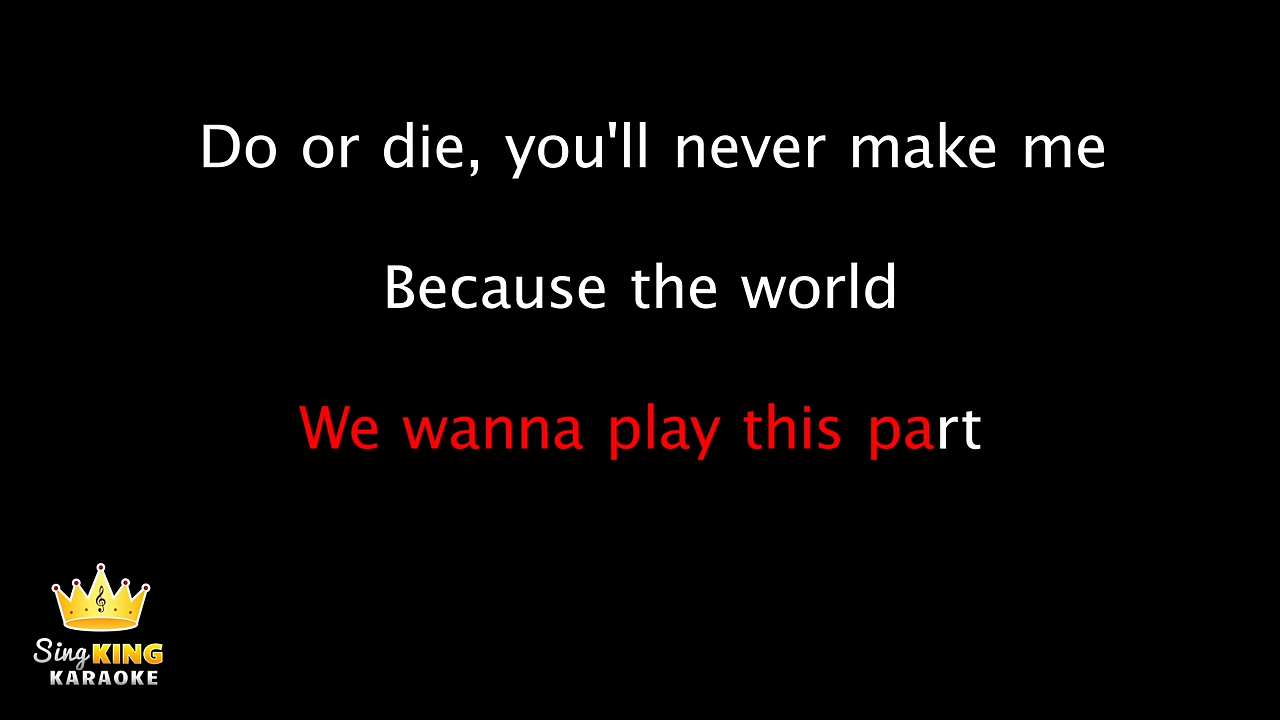 Do or die, you'll never make me
Because the world
We wanna play this part
Sing KING
KARAOKE